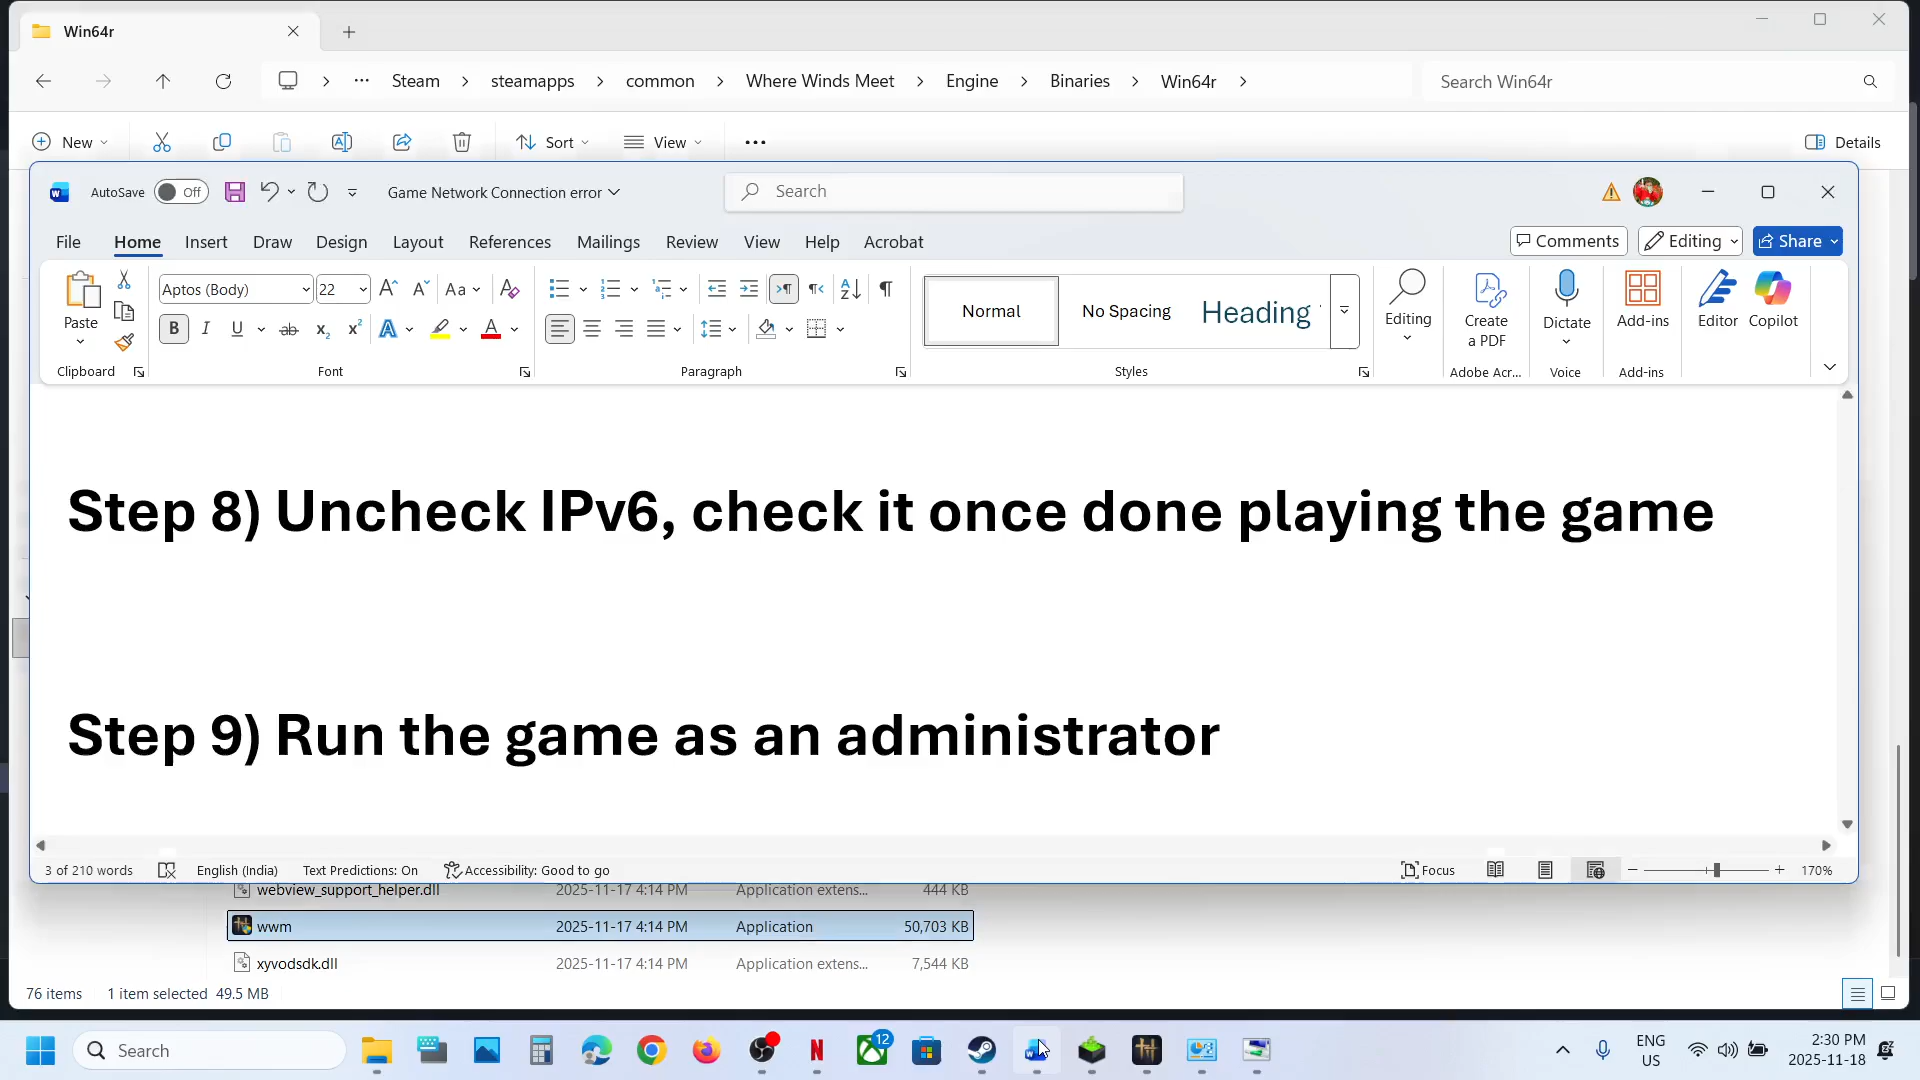 Win64r
Steam
steamapps
common
Where Winds Meet
Engine
Binaries
Win64r
Search Win64r
New
Sort
View
Details
AutoSave
Off
Game Network Connection error
Search
File
Home
Insert
Draw
Design
Layout
References
Mailings
Review
View
Help
Acrobat
Comments
Editing
Share
Paste
Aptos (Body)
22
Normal
No Spacing
Heading
Editing
Create
a PDF
Dictate
Add-ins
Editor
Copilot
Clipboard
Font
Paragraph
Styles
Adobe Acr...
Voice
Add-ins
Step 8) Uncheck IPv6, check it once done playing the game
Step 9) Run the game as an administrator
3 of 210 words
English (India)
Text Predictions: On
Accessibility: Good to go
Focus
170%
webview_support_helper.dll 2025-11-17 4:14 PM Application extens... 444 KB
wwm 2025-11-17 4:14 PM Application 50,703 KB
xyvodsdk.dll 2025-11-17 4:14 PM Application extens... 7,544 KB
76 items 1 item selected 49.5 MB
Search
12
ENG
US
2:30 PM
2025-11-18